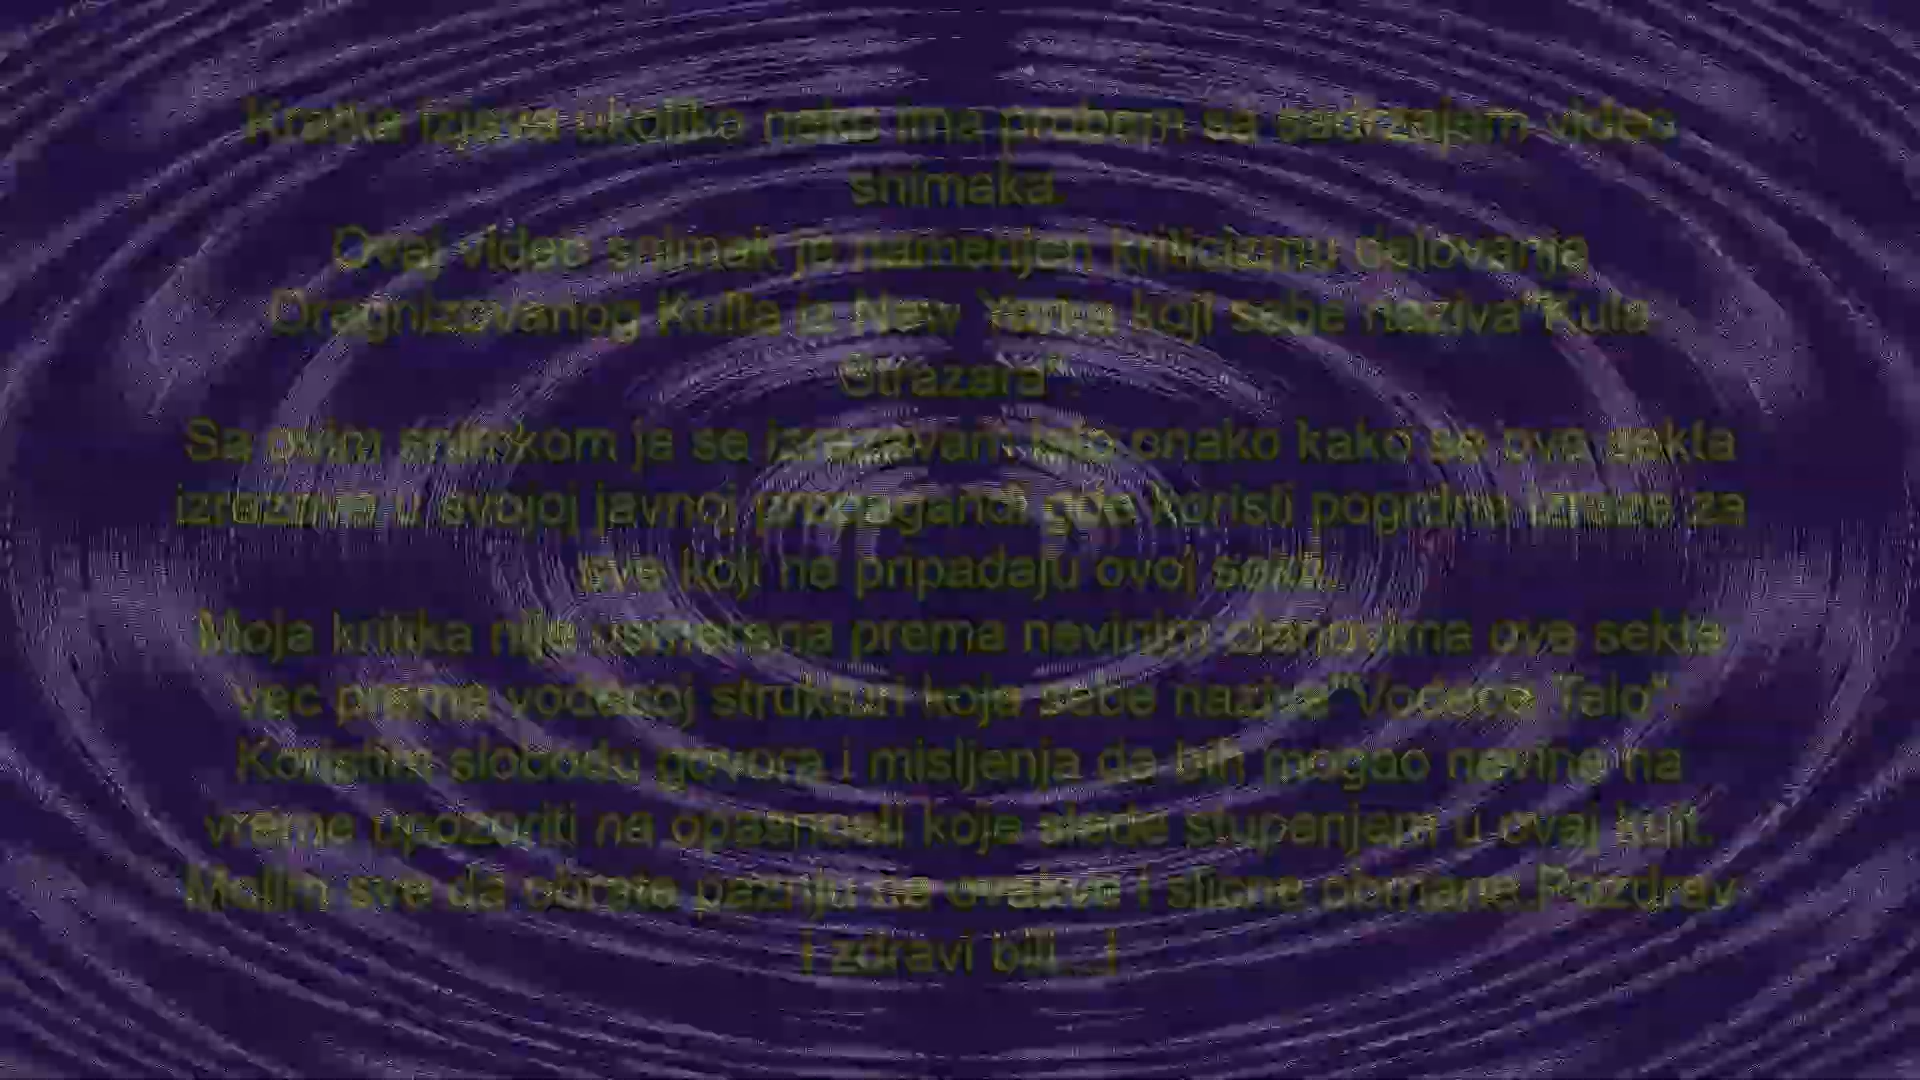 Kratka izjava ukoliko neko ima probem sa sadrzajem video
snimaka.
Ovaj video snimak je namenjen kriticizmu delovanja
Oragnizovanog Kulta iz New Yorka koji sebe naziva"Kula
Strazara".
Sa ovim snimkom ja se izrazavam isto onako kako se ova sekta
izrazava u svojoj javnoj propagandi gde koristi pogrdne izraze za
sve koji ne pripadaju ovoj sekti.
Moja kritika nije usmerena prema nevinim clanovima ove sekte
vec prema vodecoj strukturi koja sebe naziva"Vodece Telo".
Koristim slobodu govora i misljenja da bih mogao nevine na
vreme upozoriti na opasnosti koje slede stupanjem u ovaj kult.
Molim sve da obrate paznju na ovakve i slicne obmane.Pozdrav
i zdravi bili...!